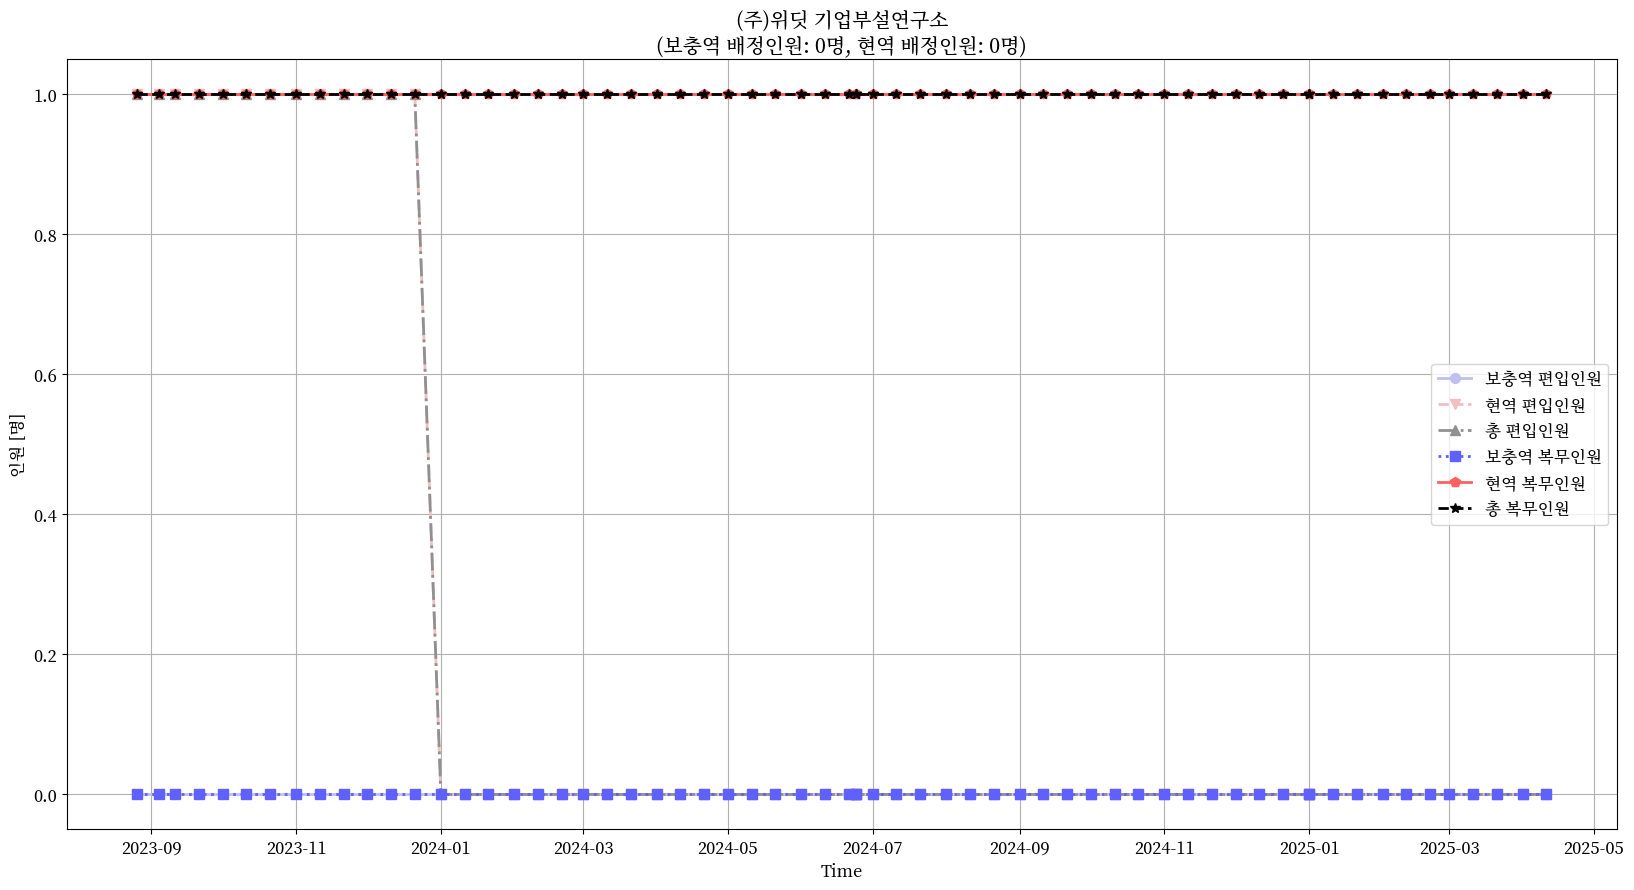 (주)위딧 기업부설연구소
(보충역 배정인원: 0명, 현역 배정인원: 0명)
인원 [명]
1.0
0.8
0.6
0.4
0.2
0.0
보충역 편입인원
현역 편입인원
총 편입인원
보충역 복무인원
현역 복무인원
총 복무인원
2023-09 2023-11 2024-01 2024-03 2024-05 2024-07 2024-09 2024-11 2025-01 2025-03 2025-05
Time